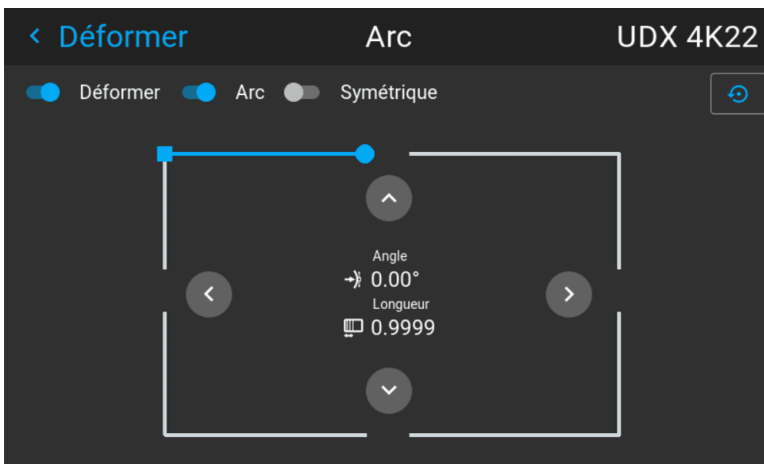 Déformer Arc UDX 4K22
Déformer Arc Symétrique
Angle
0.00°
Longueur
0.9999